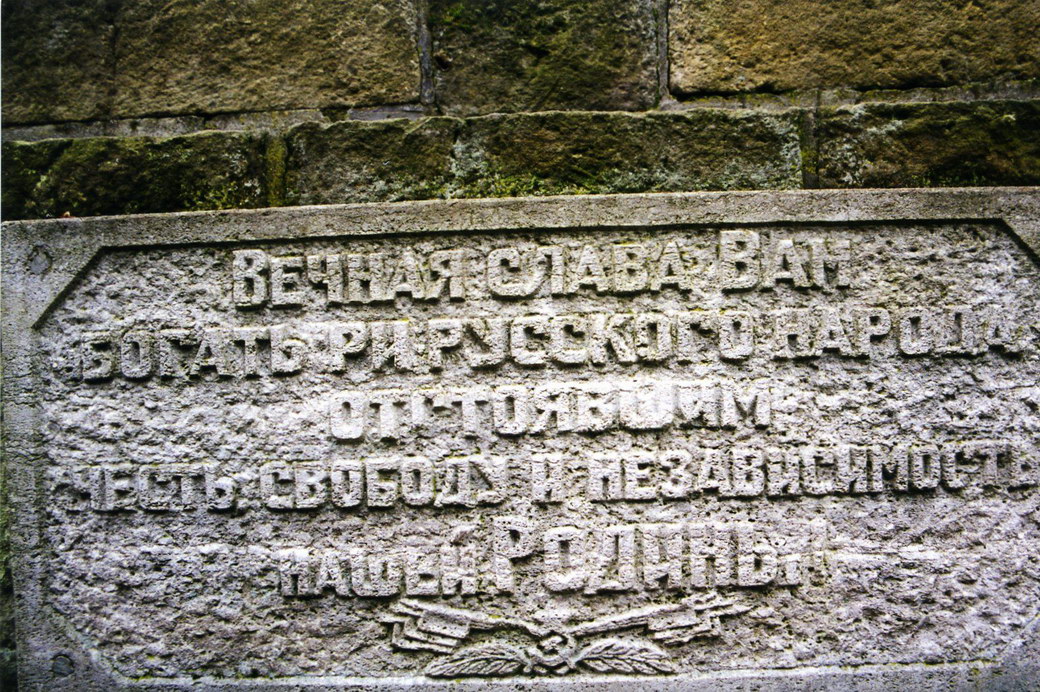 Вечная слава Вам
богатыри русского народа
отстоявшим
честь свободу и независимость
нашей Родины